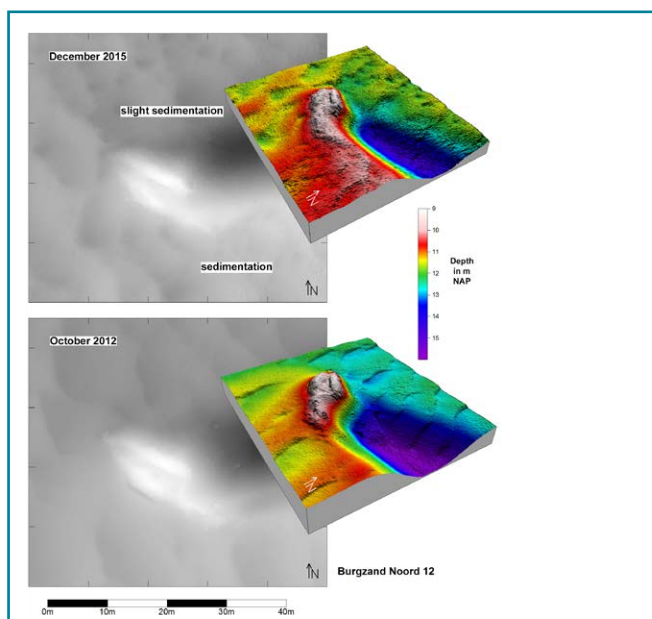 December 2015
slight sedimentation
sedimentation
N
N
9
10
11
12
13
14
15
Depth
in m
NAP
October 2012
N
N
Burgzand Noord 12
0m
10m
20m
30m
40m